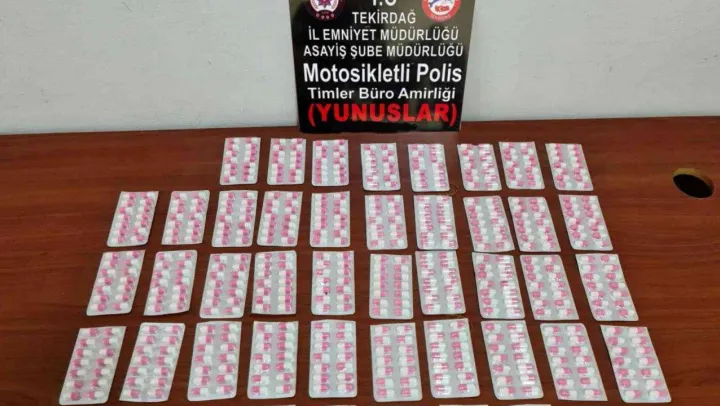 T.C
TEKİRDAĞ
İL EMNİYET MÜDÜRLÜĞÜ
ASAYİŞ ŞUBE MÜDÜRLÜĞÜ
Motosikletli Polis
Timler Büro Amirliği
(YUNUSLAR)